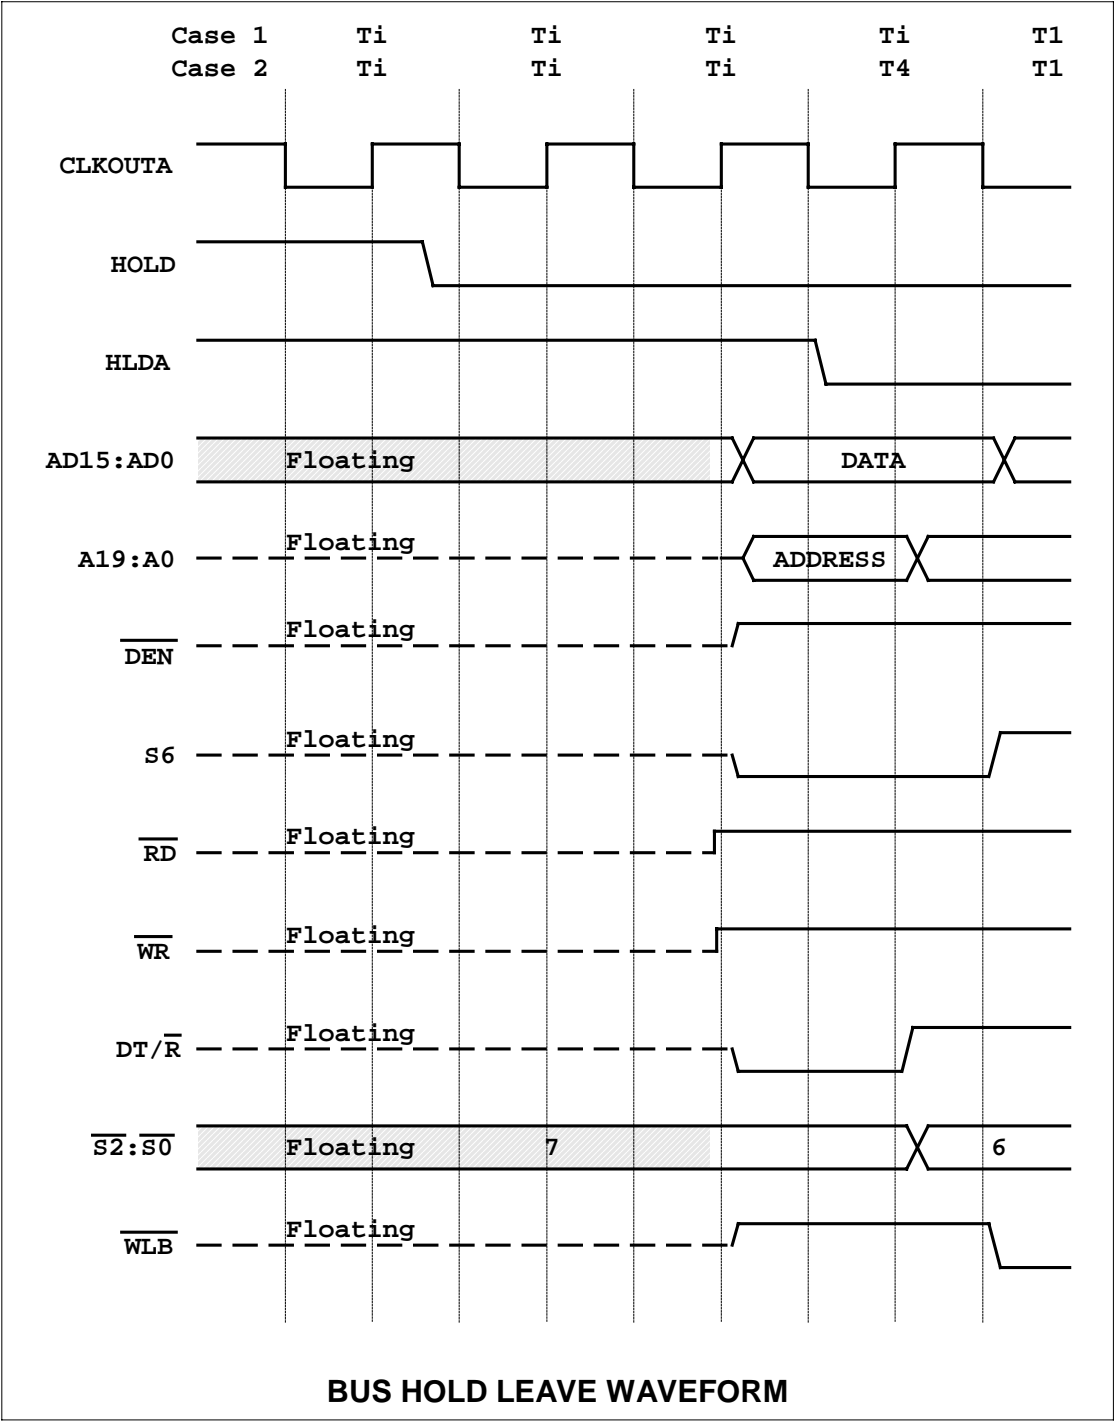 Case 1 Ti Ti Ti Ti T1
Case 2 Ti Ti Ti T4 T1
CLKOUTA
HOLD
HLDA
AD15:AD0 Floating DATA
A19:A0 Floating ADDRESS
DEN Floating
S6 Floating
RD Floating
WR Floating
DT/R Floating
S2:S0 Floating 7 6
WLB Floating
BUS HOLD LEAVE WAVEFORM